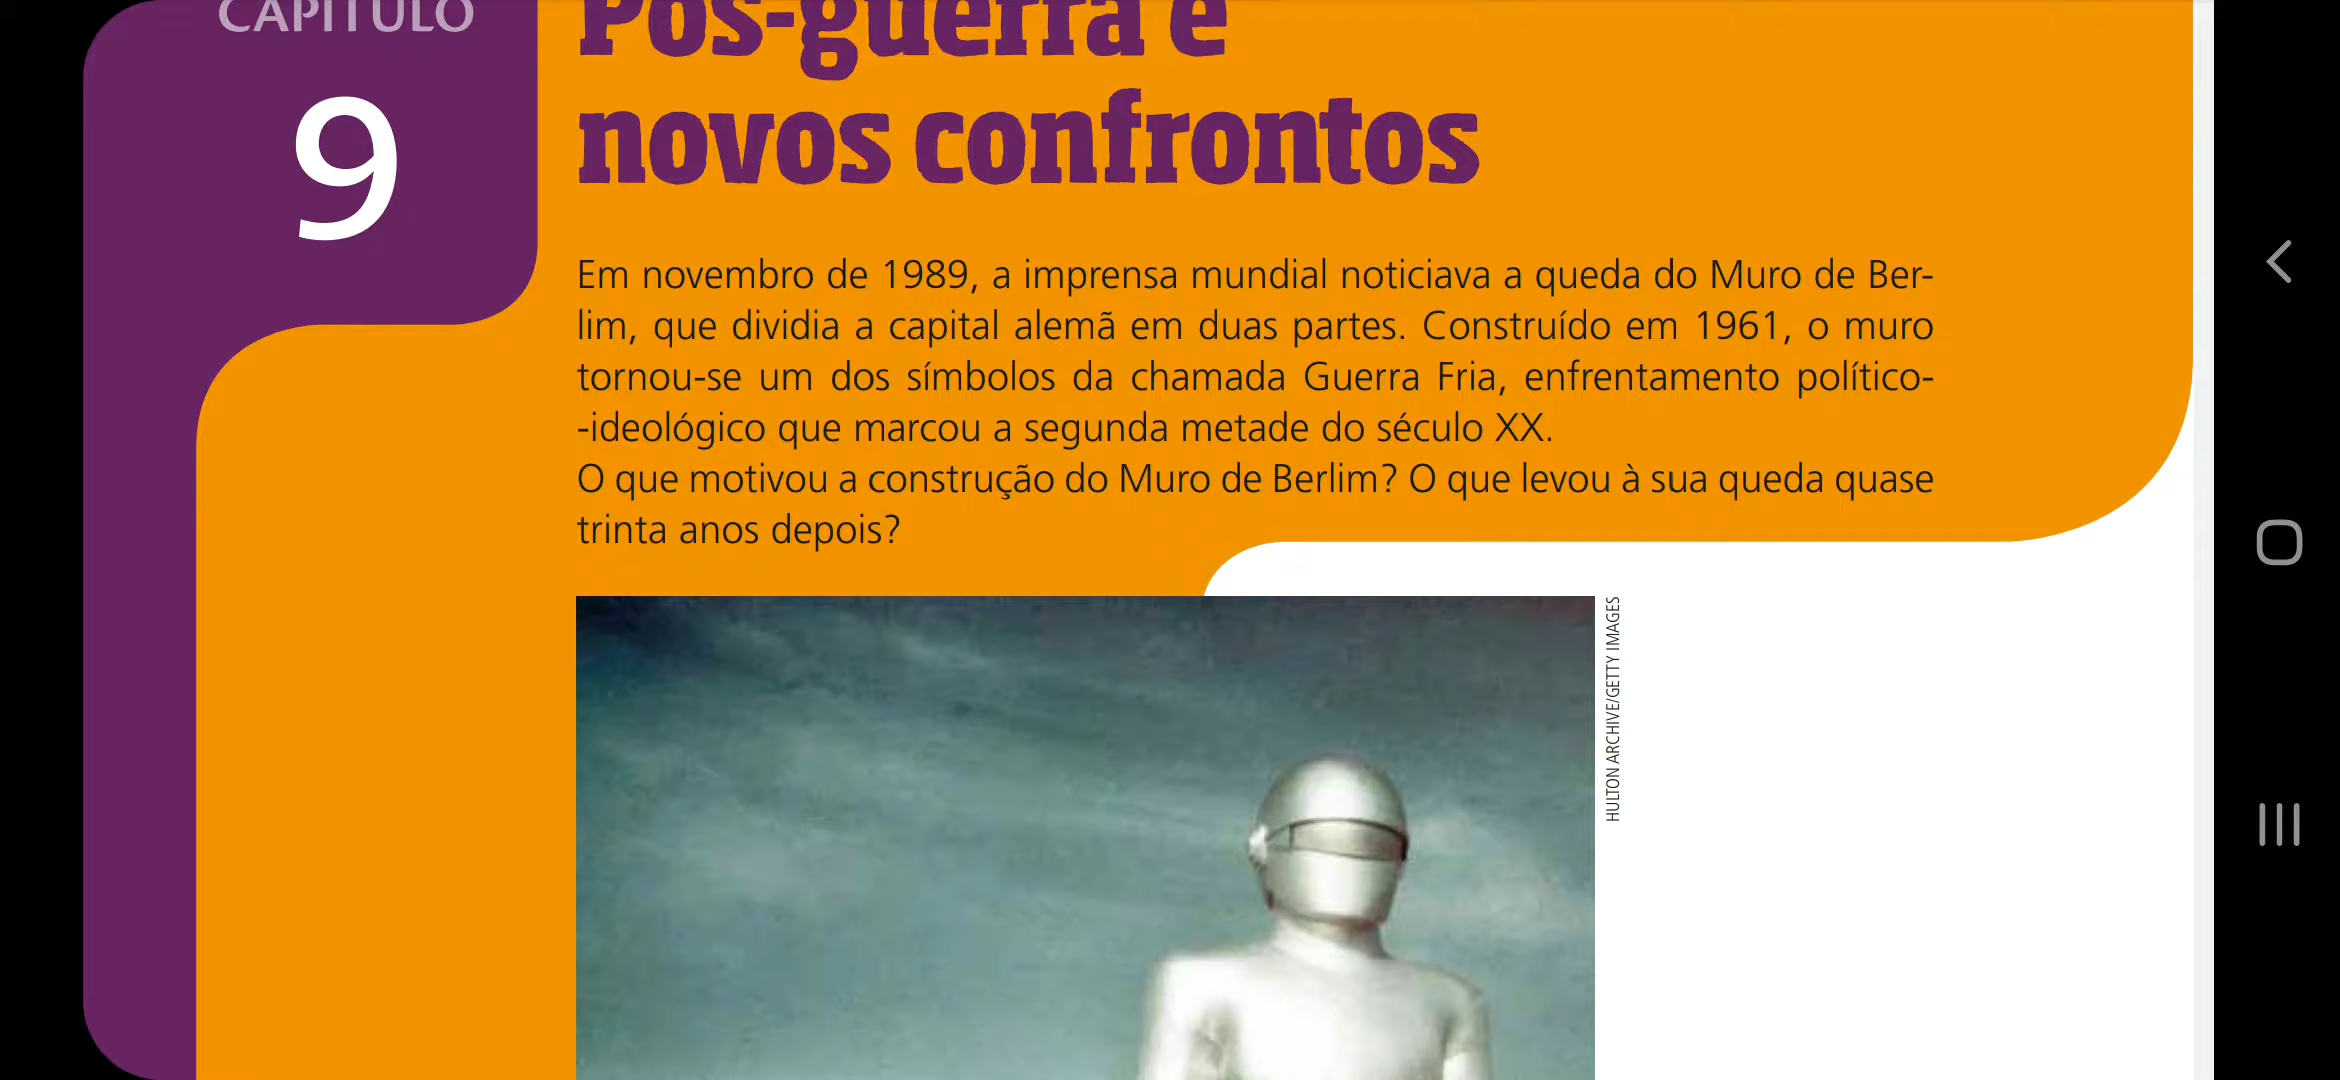 CAPÍTULO
9
Pós-guerra e
novos confrontos
Em novembro de 1989, a imprensa mundial noticiava a queda do Muro de Ber-
lim, que dividia a capital alemã em duas partes. Construído em 1961, o muro
tornou-se um dos símbolos da chamada Guerra Fria, enfrentamento político-
-ideológico que marcou a segunda metade do século XX.
O que motivou a construção do Muro de Berlim? O que levou à sua queda quase
trinta anos depois?
HULTON ARCHIVE/GETTY IMAGES